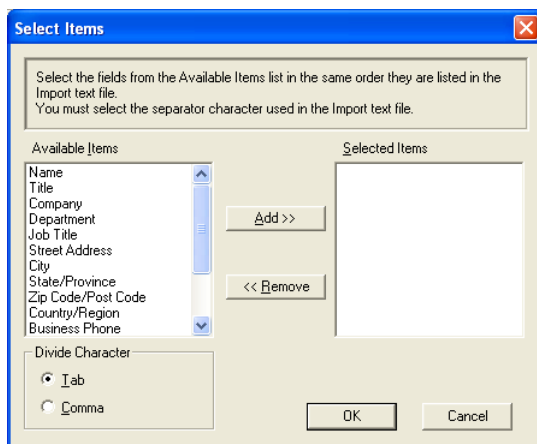 Select Items
Select the fields from the Available Items list in the same order they are listed in the
Import text file.
You must select the separator character used in the Import text file.
Available Items
Selected Items
Name
Title
Company
Department
Job Title
Street Address
City
State/Province
Zip Code/Post Code
Country/Region
Business Phone
Add >>
<< Remove
Divide Character
Tab
Comma
OK
Cancel